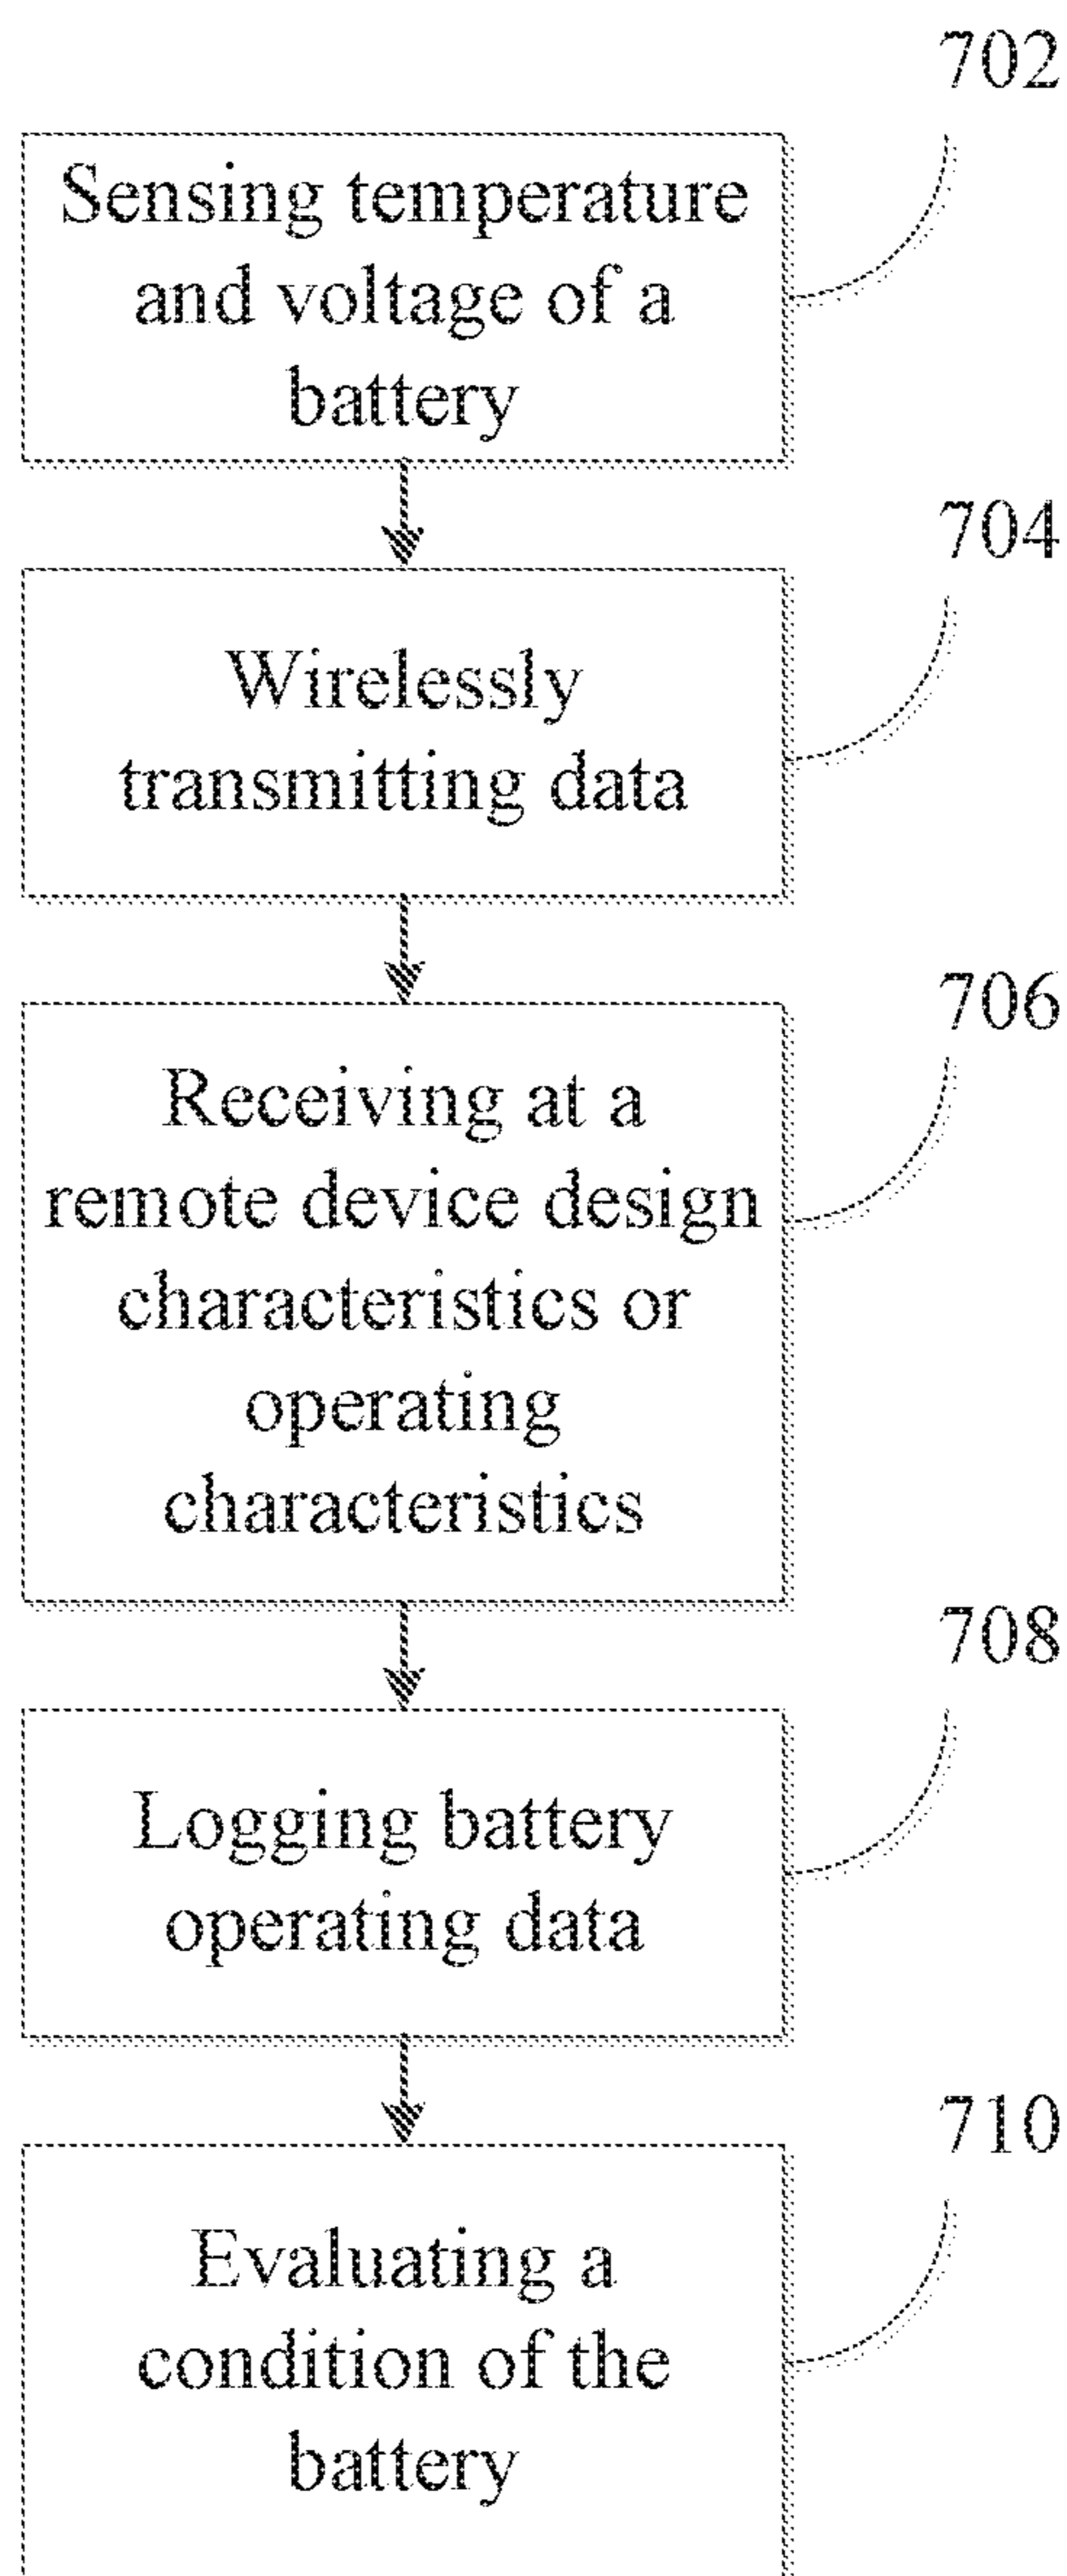 702
Sensing temperature
and voltage of a
battery
704
Wirelessly
transmitting data
706
Receiving at a
remote device design
characteristics or
operating
characteristics
708
Logging battery
operating data
710
Evaluating a
condition of the
battery